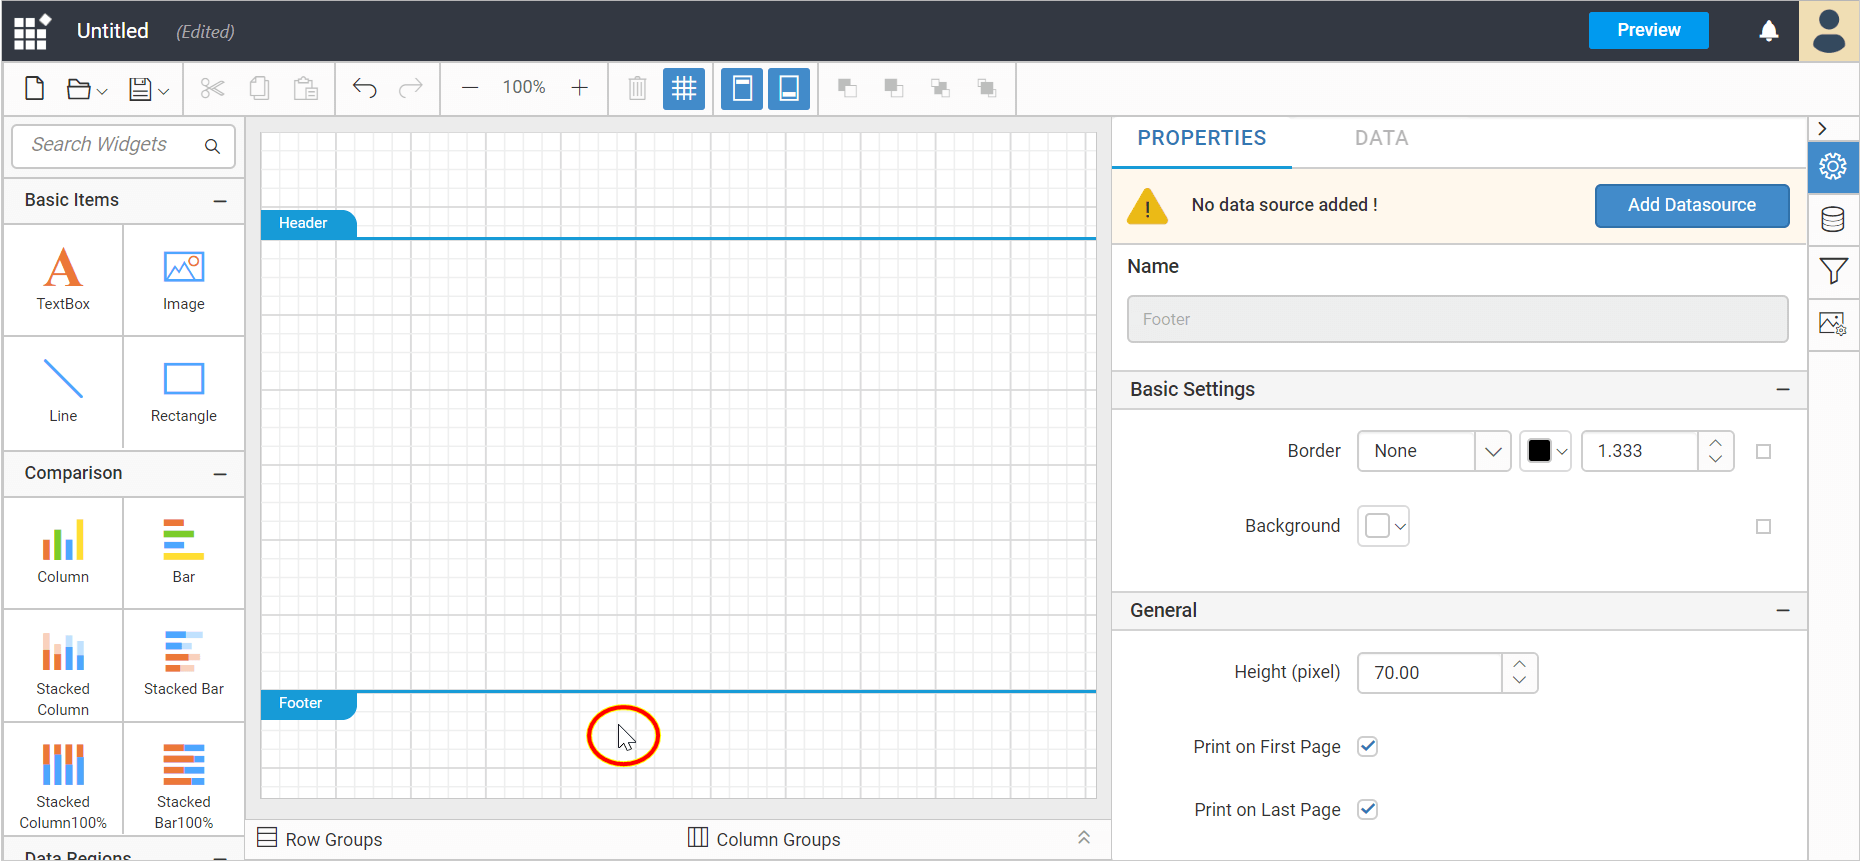 Untitled (Edited) Preview
100%
Search Widgets
Basic Items
TextBox Image
Line Rectangle
Comparison
Column Bar
Stacked Column Stacked Bar
Stacked Column100% Stacked Bar100%
Data Regions
Header
Footer
Row Groups Column Groups
PROPERTIES DATA
No data source added ! Add Datasource
Name
Footer
Basic Settings
Border None 1.333
Background
General
Height (pixel) 70.00
Print on First Page
Print on Last Page